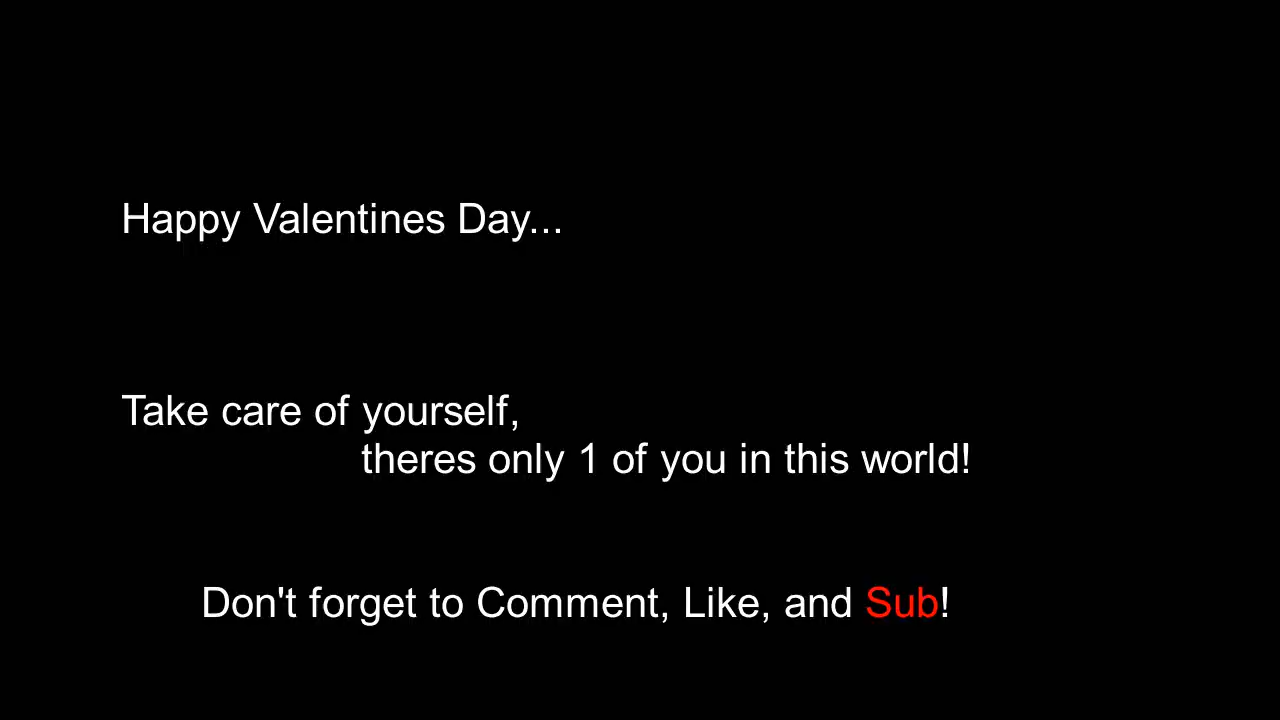 Happy Valentines Day...
Take care of yourself,
theres only 1 of you in this world!
Don't forget to Comment, Like, and Sub!